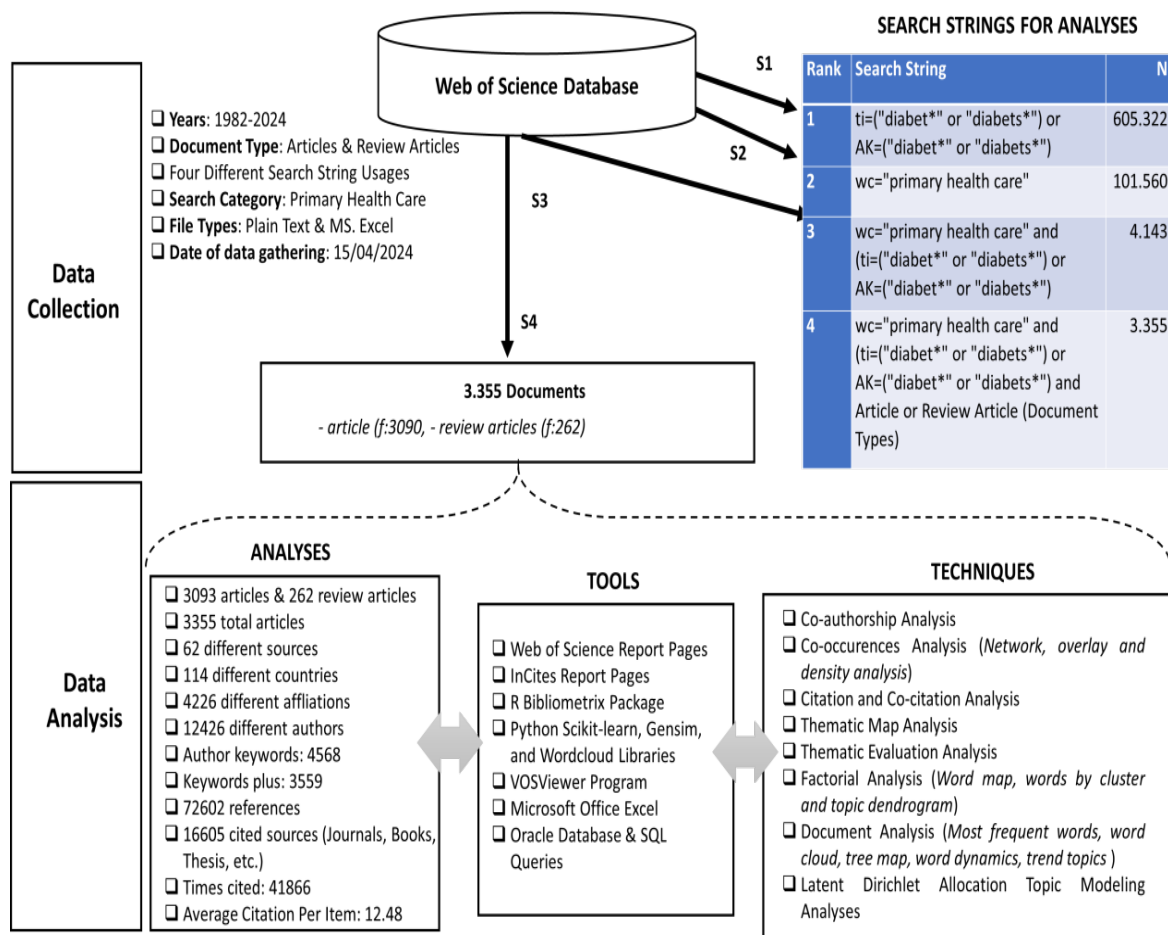 SEARCH STRINGS FOR ANALYSES
Web of Science Database
S1
S2
S3
S4
Data
Collection
❑ Years: 1982-2024
❑ Document Type: Articles & Review Articles
❑ Four Different Search String Usages
❑ Search Category: Primary Health Care
❑ File Types: Plain Text & MS. Excel
❑ Date of data gathering: 15/04/2024
Rank Search String N
1 ti=("diabet*" or "diabets*") or 605.322
AK=("diabet*" or "diabets*")
2 wc="primary health care" 101.560
3 wc="primary health care" and 4.143
(ti=("diabet*" or "diabets*") or
AK=("diabet*" or "diabets*")
4 wc="primary health care" and 3.355
(ti=("diabet*" or "diabets*") or
AK=("diabet*" or "diabets*") and
Article or Review Article (Document
Types)
3.355 Documents
- article (f:3090, - review articles (f:262)
Data
Analysis
ANALYSES
❑ 3093 articles & 262 review articles
❑ 3355 total articles
❑ 62 different sources
❑ 114 different countries
❑ 4226 different affliations
❑ 12426 different authors
❑ Author keywords: 4568
❑ Keywords plus: 3559
❑ 72602 references
❑ 16605 cited sources (Journals, Books,
Thesis, etc.)
❑ Times cited: 41866
❑ Average Citation Per Item: 12.48
TOOLS
❑ Web of Science Report Pages
❑ InCites Report Pages
❑ R Bibliometrix Package
❑ Python Scikit-learn, Gensim,
and Wordcloud Libraries
❑ VOSViewer Program
❑ Microsoft Office Excel
❑ Oracle Database & SQL
Queries
TECHNIQUES
❑ Co-authorship Analysis
❑ Co-occurences Analysis (Network, overlay and
density analysis)
❑ Citation and Co-citation Analysis
❑ Thematic Map Analysis
❑ Thematic Evaluation Analysis
❑ Factorial Analysis (Word map, words by cluster
and topic dendrogram)
❑ Document Analysis (Most frequent words, word
cloud, tree map, word dynamics, trend topics )
❑ Latent Dirichlet Allocation Topic Modeling
Analyses